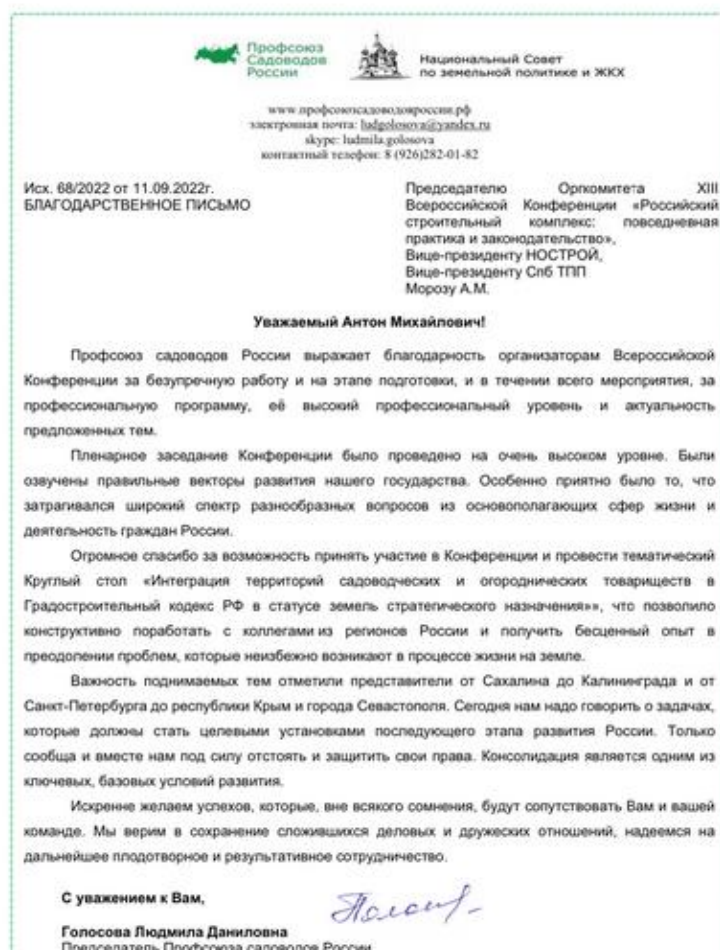 Профсоюз
Садоводов
России
Национальный Совет
по земельной политике и ЖКХ
www.профсоюзсадоводовроссии.рф
электронная почта: ludgolosova@yandex.ru
skype: ludmila.golosova
контактный телефон: 8 (926)282-01-82
Исх. 68/2022 от 11.09.2022г.
БЛАГОДАРСТВЕННОЕ ПИСЬМО
Председателю Оргкомитета XIII
Всероссийской Конференции «Российский
строительный комплекс: повседневная
практика и законодательство»,
Вице-президенту НОСТРОЙ,
Вице-президенту Спб ТПП
Морозу А.М.
Уважаемый Антон Михайлович!
Профсоюз садоводов России выражает благодарность организаторам Всероссийской
Конференции за безупречную работу и на этапе подготовки, и в течении всего мероприятия, за
профессиональную программу, её высокий профессиональный уровень и актуальность
предложенных тем.
Пленарное заседание Конференции было проведено на очень высоком уровне. Были
озвучены правильные векторы развития нашего государства. Особенно приятно было то, что
затрагивался широкий спектр разнообразных вопросов из основополагающих сфер жизни и
деятельность граждан России.
Огромное спасибо за возможность принять участие в Конференции и провести тематический
Круглый стол «Интеграция территорий садоводческих и огороднических товариществ в
Градостроительный кодекс РФ в статусе земель стратегического назначения»», что позволило
конструктивно поработать с коллегами из регионов России и получить бесценный опыт в
преодолении проблем, которые неизбежно возникают в процессе жизни на земле.
Важность поднимаемых тем отметили представители от Сахалина до Калининграда и от
Санкт-Петербурга до республики Крым и города Севастополя. Сегодня нам надо говорить о задачах,
которые должны стать целевыми установками последующего этапа развития России. Только
сообща и вместе нам под силу отстоять и защитить свои права. Консолидация является одним из
ключевых, базовых условий развития.
Искренне желаем успехов, которые, вне всякого сомнения, будут сопутствовать Вам и вашей
команде. Мы верим в сохранение сложившихся деловых и дружеских отношений, надеемся на
дальнейшее плодотворное и результативное сотрудничество.
С уважением к Вам,
Голосова Людмила Даниловна
Председатель Профсоюза садоводов России